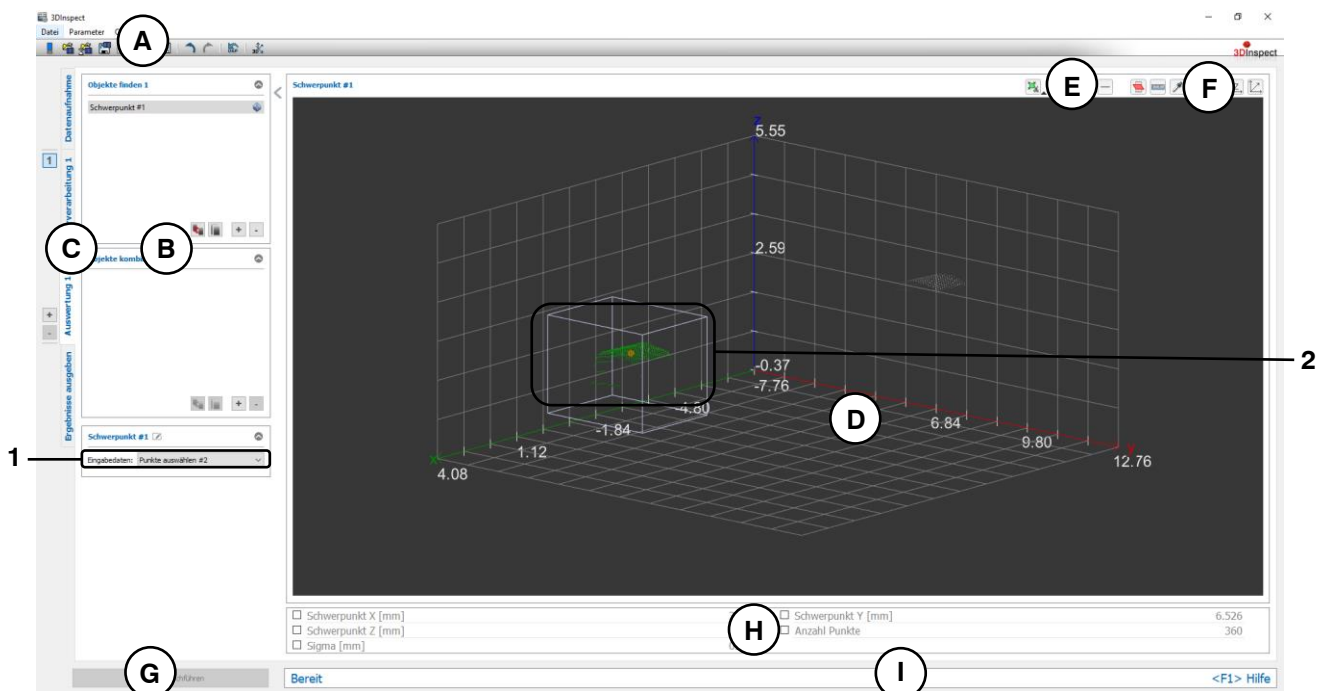 3DInspect
Datei Parameter
A
3DInspect
Objekte finden 1
Schwerpunkt #1
Schwerpunkt #1
E
F
Datenaufnahme
1
verarbeitung 1
C
B
+ -
Objekte
Auswertung 1
+
-
Ergebnisse ausgeben
+ -
Schwerpunkt #1
1
Eingabedaten: Punkte auswählen #2
Z
5.55
2.59
-0.37
-7.76
2
-4.80
-1.84
1.12
X
4.08
D
6.84
9.80
Y
12.76
Schwerpunkt X [mm]
Schwerpunkt Y [mm] 6.526
Schwerpunkt Z [mm]
H
Anzahl Punkte 360
Sigma [mm]
G
Bereit
I
<F1> Hilfe